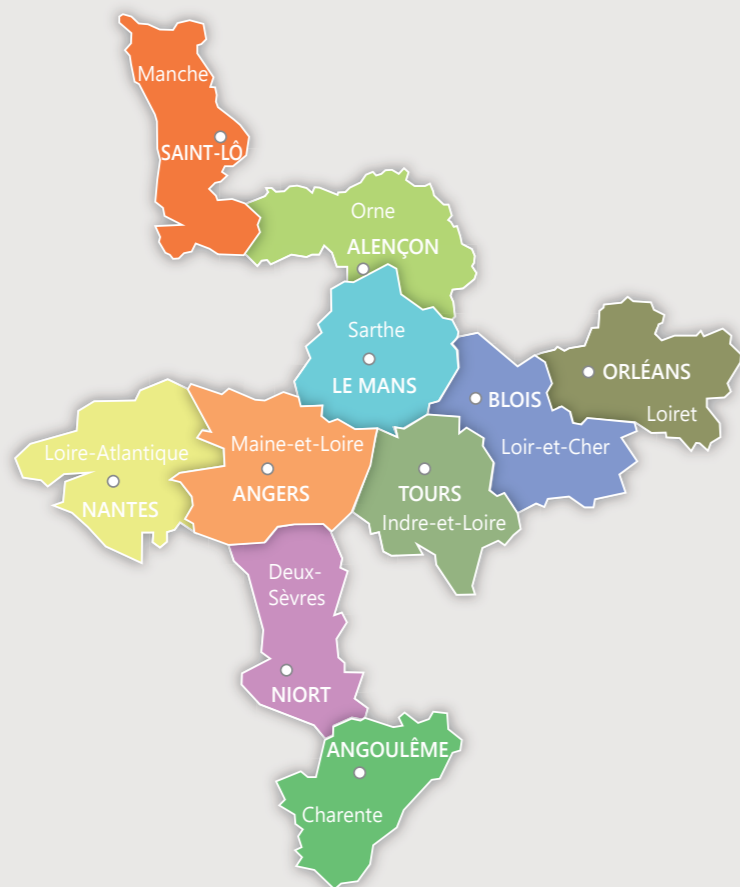 Manche
SAINT-LÔ
Orne
ALENÇON
Sarthe
LE MANS
ORLÉANS
Loiret
BLOIS
Loir-et-Cher
Loire-Atlantique
NANTES
Maine-et-Loire
ANGERS
TOURS
Indre-et-Loire
Deux-
Sèvres
NIORT
ANGOULÊME
Charente